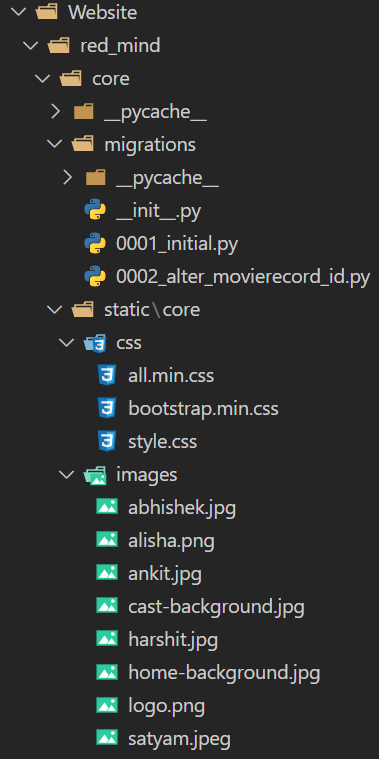 Website
red_mind
core
__pycache__
migrations
__pycache__
__init__.py
0001_initial.py
0002_alter_movierecord_id.py
static\core
css
all.min.css
bootstrap.min.css
style.css
images
abhishek.jpg
alisha.png
ankit.jpg
cast-background.jpg
harshit.jpg
home-background.jpg
logo.png
satyam.jpeg